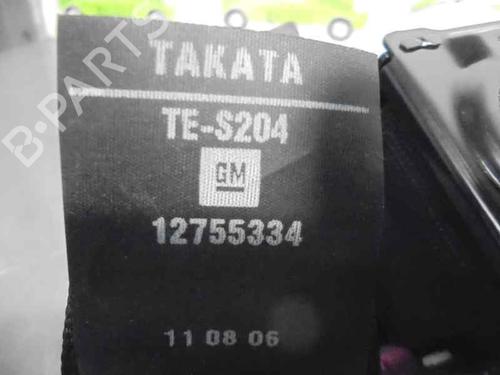 TAKATA
TE-S204
GM
12755334
11 08 06
B-PARTS